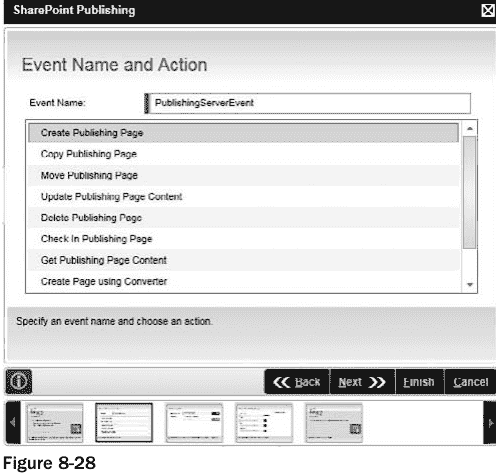 SharePoint Publishing
Event Name and Action
Event Name: PublishingServerEvent
Create Publishing Page
Copy Publishing Page
Move Publishing Page
Update Publishing Page Content
Delete Publishing Page
Check In Publishing Page
Get Publishing Page Content
Create Page using Converter
Specify an event name and choose an action.
Back Next Finish Cancel
Figure 8-28